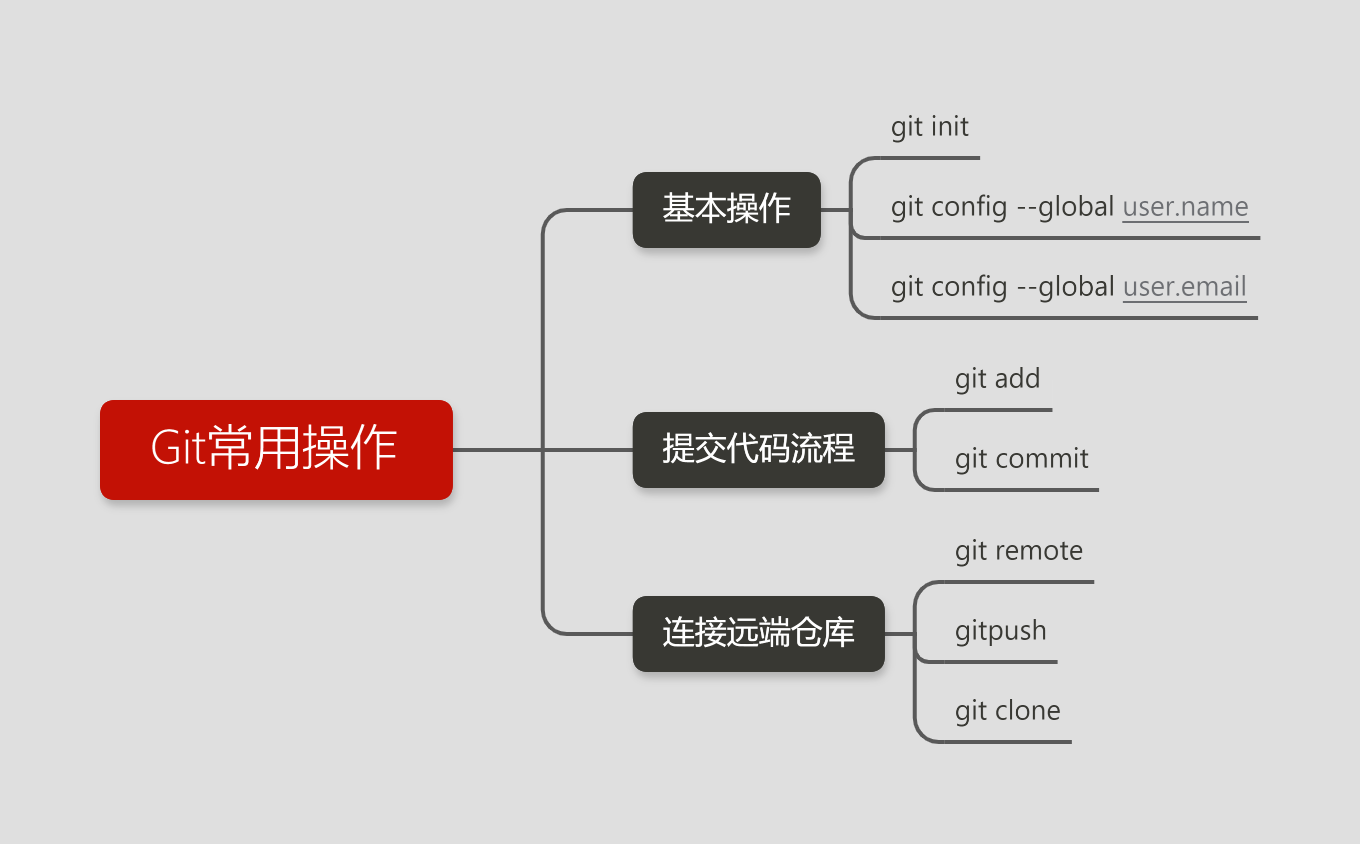 Git常用操作
基本操作
git init
git config --global user.name
git config --global user.email
提交代码流程
git add
git commit
连接远端仓库
git remote
gitpush
git clone